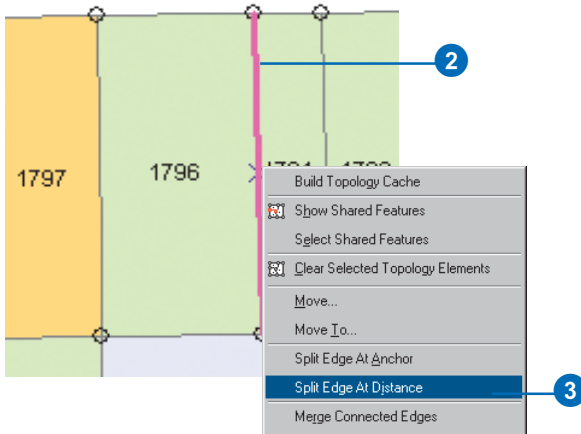 2
1797
1796
Build Topology Cache
Show Shared Features
Select Shared Features
Clear Selected Topology Elements
Move...
Move To...
Split Edge At Anchor
Split Edge At Distance
3
Merge Connected Edges